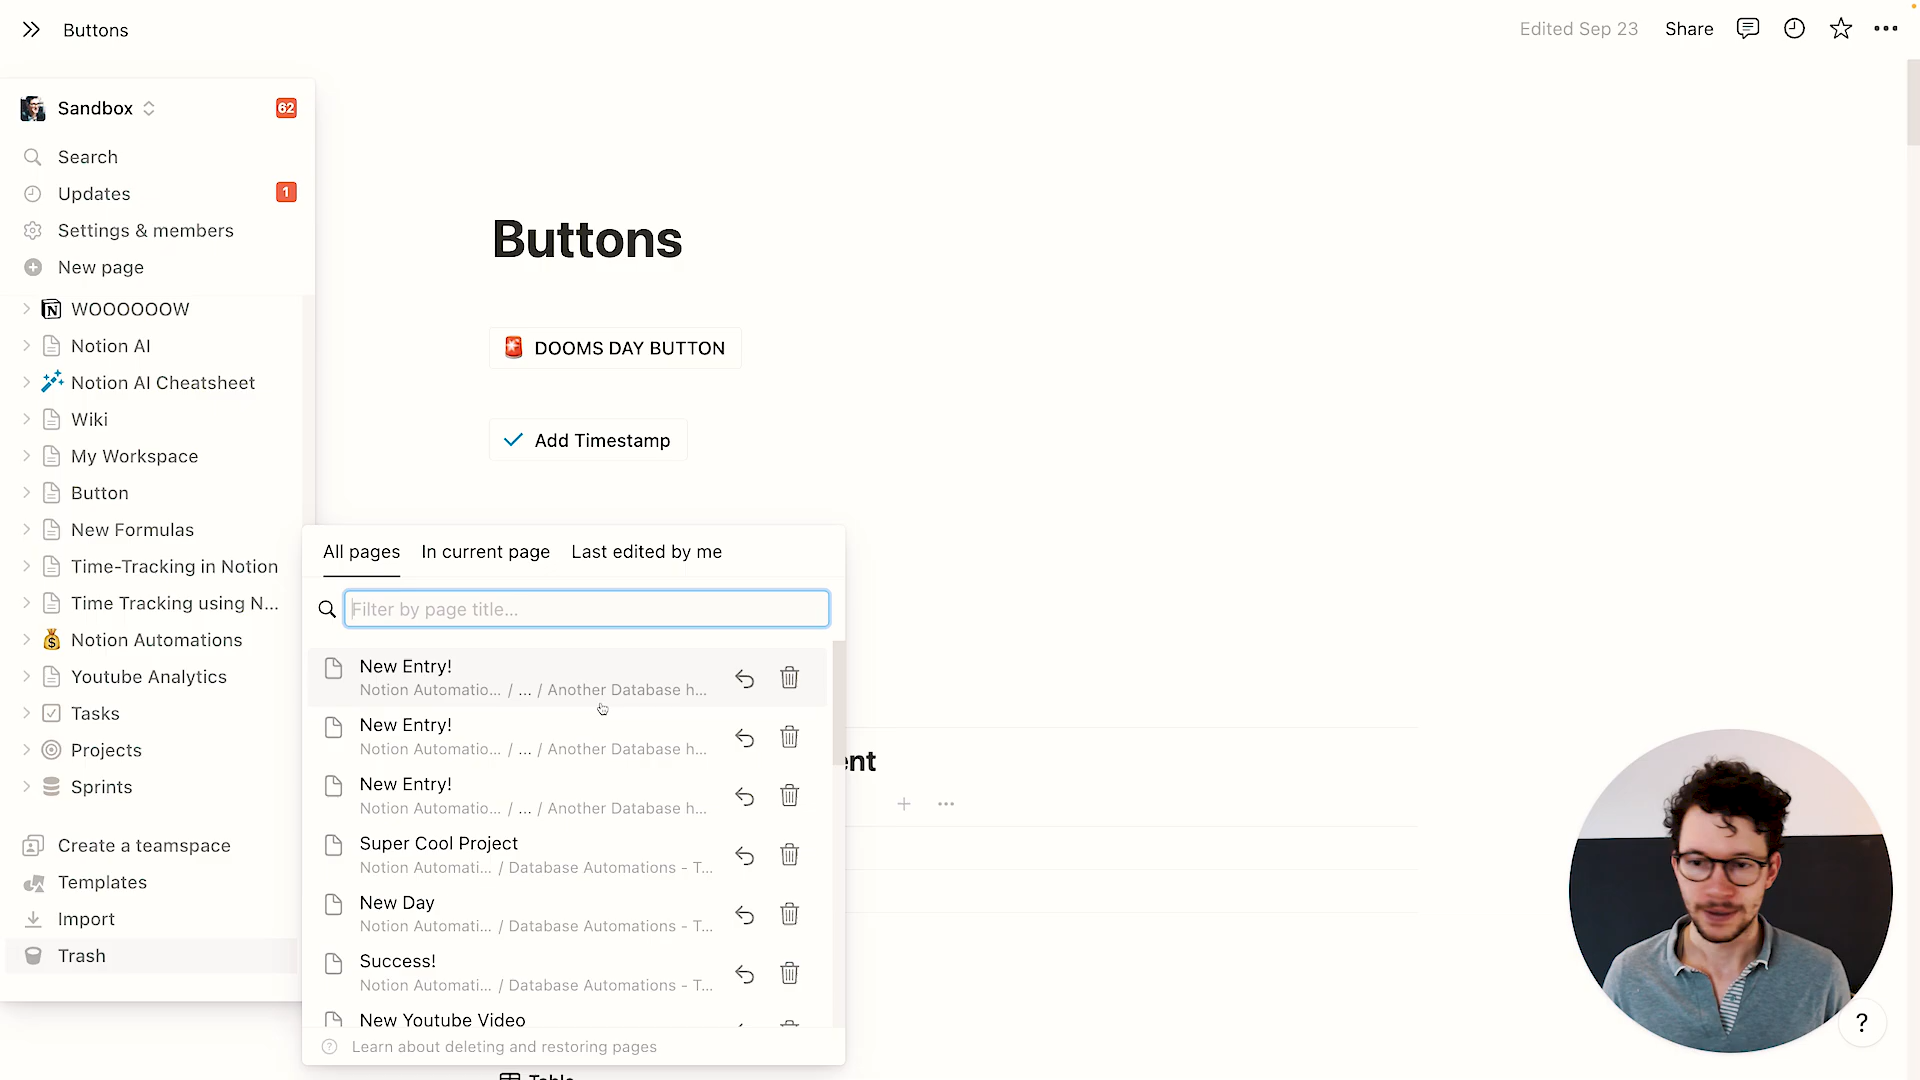 Buttons
Edited Sep 23
Share
Sandbox
62
Search
Updates
1
Settings & members
New page
WOOOOOOW
Notion AI
Notion AI Cheatsheet
Wiki
My Workspace
Button
New Formulas
Time-Tracking in Notion
Time Tracking using N...
Notion Automations
Youtube Analytics
Tasks
Projects
Sprints
Create a teamspace
Templates
Import
Trash
Buttons
DOOMS DAY BUTTON
Add Timestamp
All pages
In current page
Last edited by me
Filter by page title...
New Entry!
Notion Automatio... / ... / Another Database h...
New Entry!
Notion Automatio... / ... / Another Database h...
New Entry!
Notion Automatio... / ... / Another Database h...
Super Cool Project
Notion Automati... / Database Automations - T...
New Day
Notion Automati... / Database Automations - T...
Success!
Notion Automati... / Database Automations - T...
New Youtube Video
Learn about deleting and restoring pages
Table
?